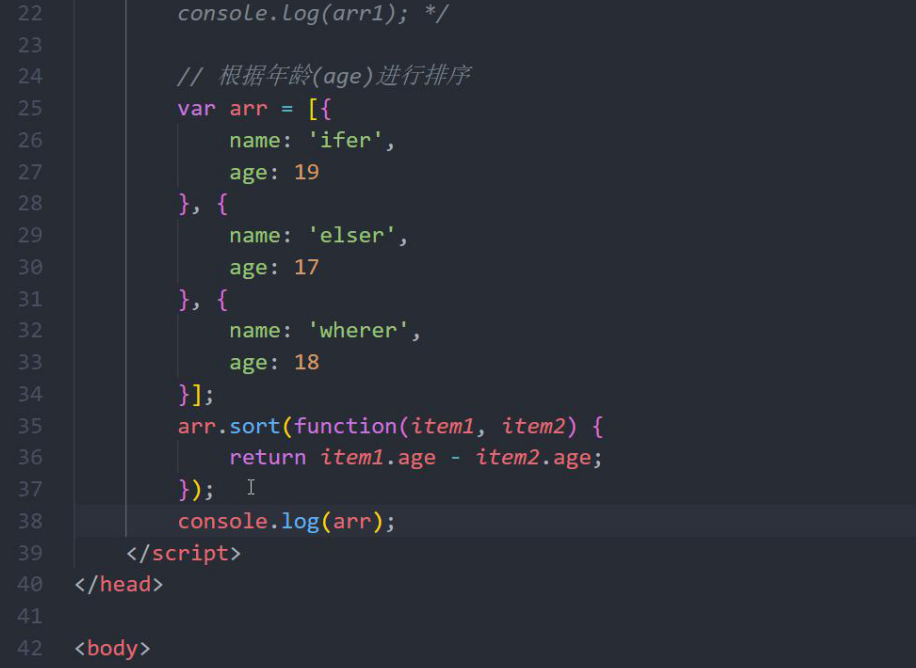 22 console.log(arr1); */
23
24 // 根据年龄(age)进行排序
25 var arr = [{
26 name: 'ifer',
27 age: 19
28 }, {
29 name: 'elser',
30 age: 17
31 }, {
32 name: 'wherer',
33 age: 18
34 }];
35 arr.sort(function(item1, item2) {
36 return item1.age - item2.age;
37 });
38 console.log(arr);
39 </script>
40 </head>
41
42 <body>